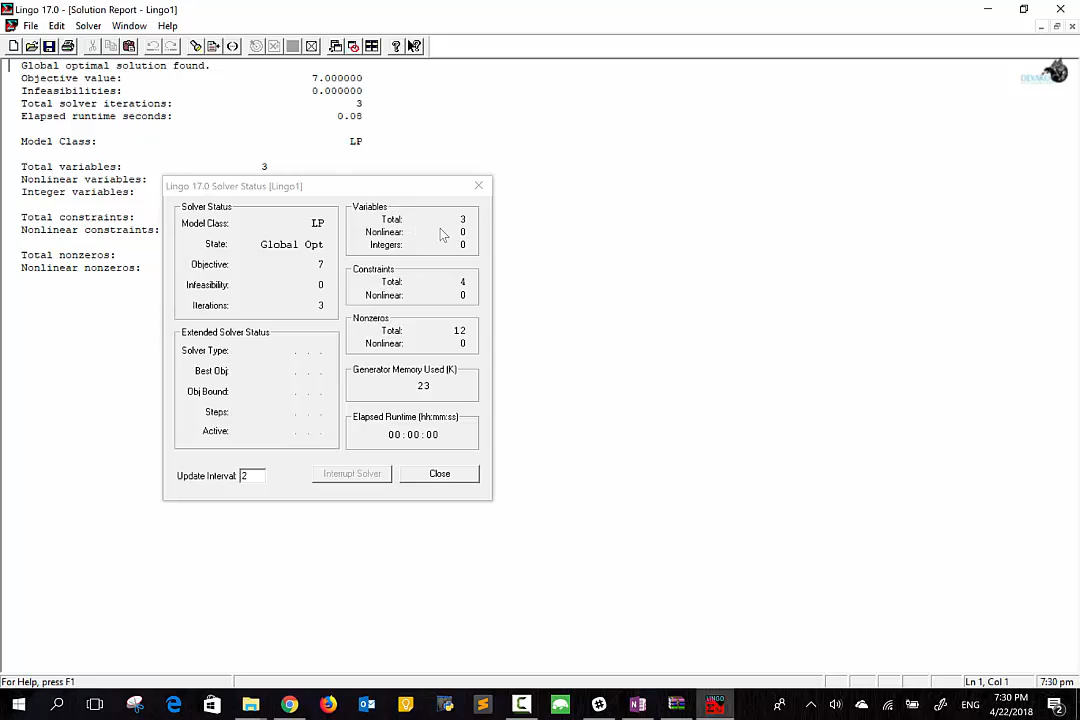 Lingo 17.0 - [Solution Report - Lingo1]
File Edit Solver Window Help
Global optimal solution found.
Objective value: 7.000000
Infeasibilities: 0.000000
Total solver iterations: 3
Elapsed runtime seconds: 0.08
Model Class: LP
Total variables: 3
Nonlinear variables:
Integer variables:
Total constraints:
Nonlinear constraints:
Total nonzeros:
Nonlinear nonzeros:
Lingo 17.0 Solver Status [Lingo1]
Solver Status
Model Class: LP
State: Global Opt
Objective: 7
Infeasibility: 0
Iterations: 3
Extended Solver Status
Solver Type: . . .
Best Obj: . . .
Obj Bound: . . .
Steps: . . .
Active: . . .
Variables
Total: 3
Nonlinear: 0
Integers: 0
Constraints
Total: 4
Nonlinear: 0
Nonzeros
Total: 12
Nonlinear: 0
Generator Memory Used (K)
23
Elapsed Runtime (hh:mm:ss)
00:00:00
Update Interval: 2
Interrupt Solver
Close
For Help, press F1
Ln 1, Col 1
7:30 pm
ENG
7:30 PM
4/22/2018
2